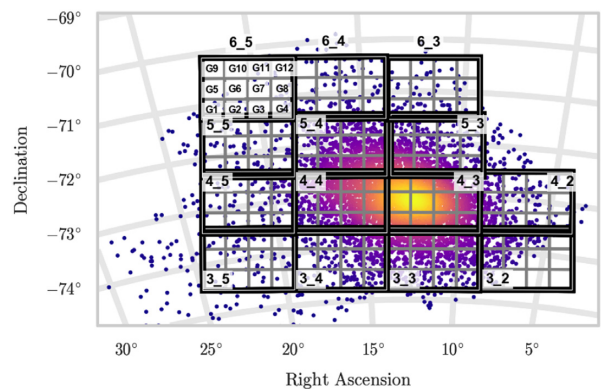 −69°
6_5 6_4 6_3
−70°
G9 G10 G11 G12
G5 G6 G7 G8
G1 G2 G3 G4
−71°
5_5 5_4 5_3
−72°
4_5 4_4 4_3 4_2
−73°
3_5 3_4 3_3 3_2
−74°
Declination
30° 25° 20° 15° 10° 5°
Right Ascension